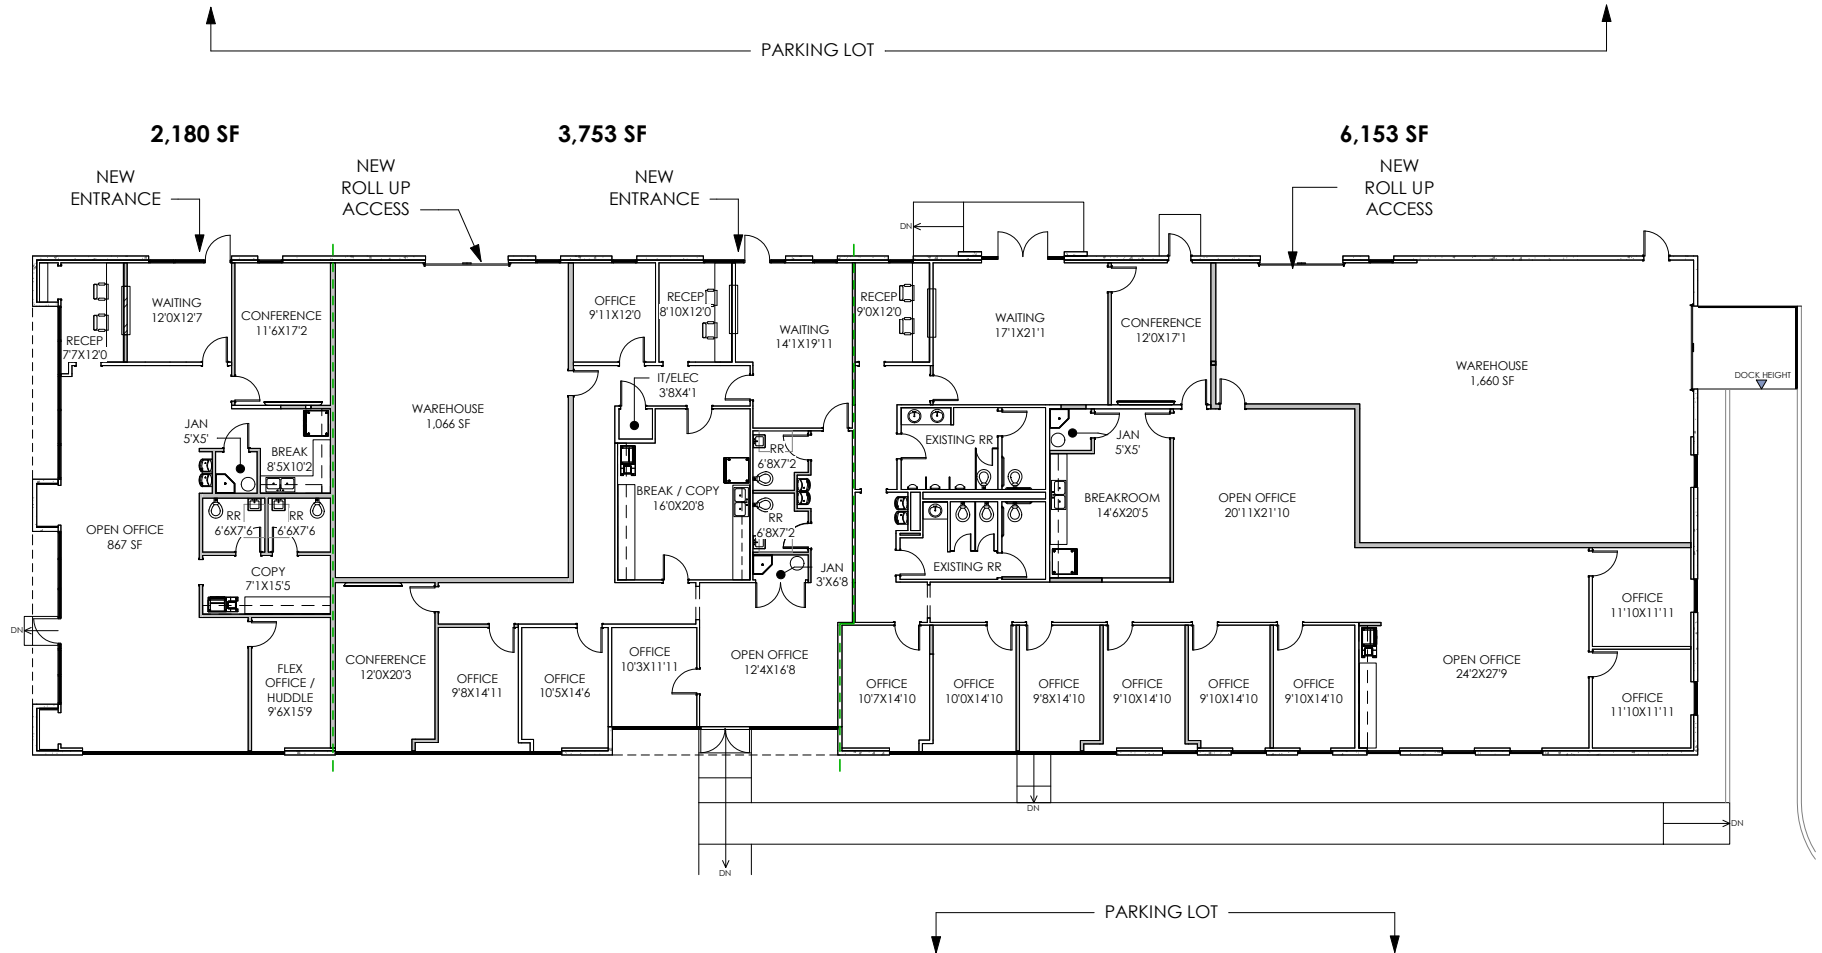 PARKING LOT
2,180 SF
3,753 SF
6,153 SF
NEW
ENTRANCE
NEW
ROLL UP
ACCESS
NEW
ENTRANCE
NEW
ROLL UP
ACCESS
DN
RECEP
7'7X12'0
WAITING
12'0X12'7
CONFERENCE
11'6X17'2
JAN
5'X5'
BREAK
8'5X10'2
OPEN OFFICE
867 SF
RR
6'6X7'6
RR
6'6X7'6
COPY
7'1X15'5
DN
FLEX
OFFICE /
HUDDLE
9'6X15'9
WAREHOUSE
1,066 SF
OFFICE
9'11X12'0
RECEP
8'10X12'0
WAITING
14'1X19'11
IT/ELEC
3'8X4'1
BREAK / COPY
16'0X20'8
RR
6'8X7'2
RR
6'8X7'2
JAN
3'X6'8
CONFERENCE
12'0X20'3
OFFICE
9'8X14'11
OFFICE
10'5X14'6
OFFICE
10'3X11'11
OPEN OFFICE
12'4X16'8
RECEP
9'0X12'0
WAITING
17'1X21'1
CONFERENCE
12'0X17'1
WAREHOUSE
1,660 SF
DOCK HEIGHT
EXISTING RR
EXISTING RR
JAN
5'X5'
BREAKROOM
14'6X20'5
OPEN OFFICE
20'11X21'10
OFFICE
10'7X14'10
OFFICE
10'0X14'10
OFFICE
9'8X14'10
OFFICE
9'10X14'10
OFFICE
9'10X14'10
OFFICE
9'10X14'10
OPEN OFFICE
24'2X27'9
OFFICE
11'10X11'11
OFFICE
11'10X11'11
DN
DN
DN
PARKING LOT